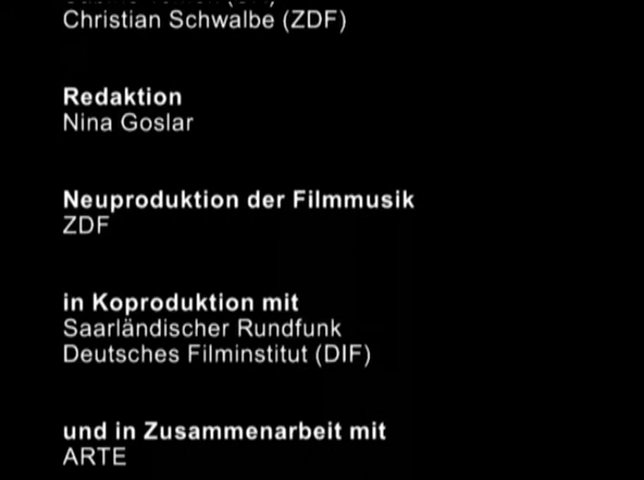 Christian Schwalbe (ZDF)
Redaktion
Nina Goslar
Neuproduktion der Filmmusik
ZDF
in Koproduktion mit
Saarländischer Rundfunk
Deutsches Filminstitut (DIF)
und in Zusammenarbeit mit
ARTE